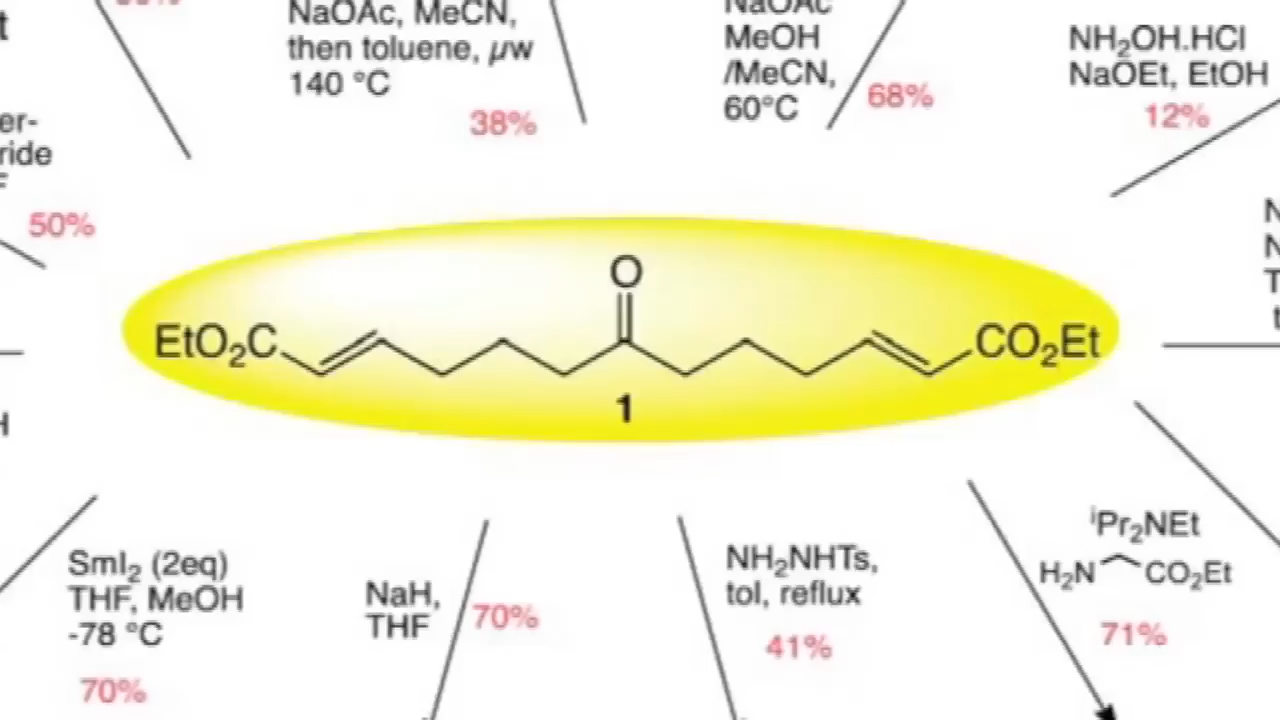 NaOAc, MeCN,
then toluene, µw
140 °C
38%
NaOAc
MeOH
/MeCN,
60°C
68%
NH₂OH.HCl
NaOEt, EtOH
12%
50%
O
EtO₂C
CO₂Et
1
SmI₂ (2eq)
THF, MeOH
-78 °C
70%
NaH,
THF
70%
NH₂NHTs,
tol, reflux
41%
ⁱPr₂NEt
H₂N CO₂Et
71%